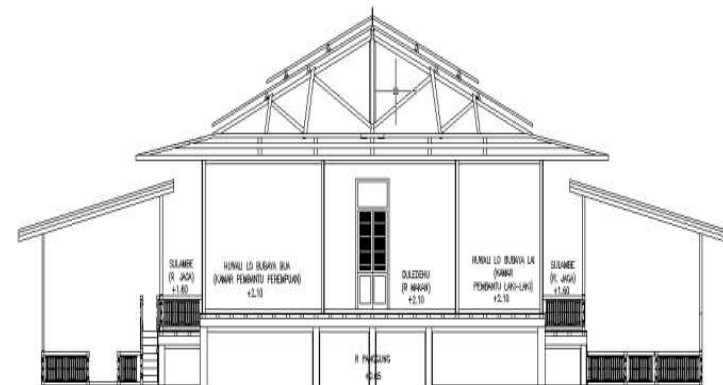 SULAMBE
(R. JAGA)
+1.60
HUWALI LO BUBAYA BUA
(KAMAR PEMBANTU PEREMPUAN)
+2.10
DULEDEHU
(R MAKAN)
+2.10
HUWALI LO BUBAYA LAI
(KAMAR
PEMBANTU LAKI-LAKI)
+2.10
SULAMBE
(R. JAGA)
+1.60
R PANGGUNG